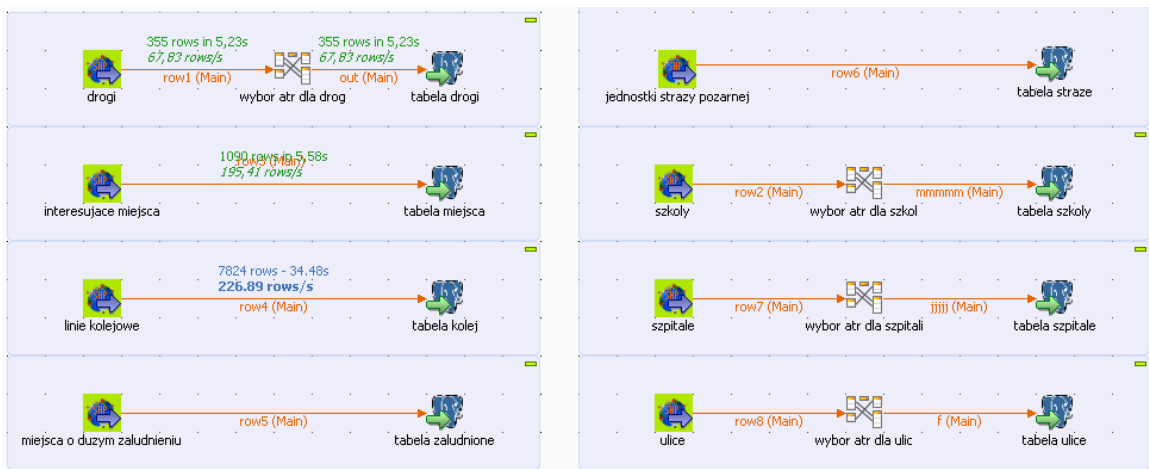 355 rows in 5,23s 355 rows in 5,23s
67,83 rows/s 67,83 rows/s
row1 (Main) out (Main)
drogi wybor atr dla drog tabela drogi
1090 rows in 5,58s
row3 (Main)
195,41 rows/s
interesujace miejsca tabela miejsca
7824 rows - 34.48s
226.89 rows/s
row4 (Main)
linie kolejowe tabela kolej
row5 (Main)
miejsca o duzym zaludnieniu tabela zaludnione
row6 (Main)
jednostki strazy pozarnej tabela straze
row2 (Main) mmmmm (Main)
szkoly wybor atr dla szkol tabela szkoly
row7 (Main) jjjjj (Main)
szpitale wybor atr dla szpitali tabela szpitale
row8 (Main) f (Main)
ulice wybor atr dla ulic tabela ulice